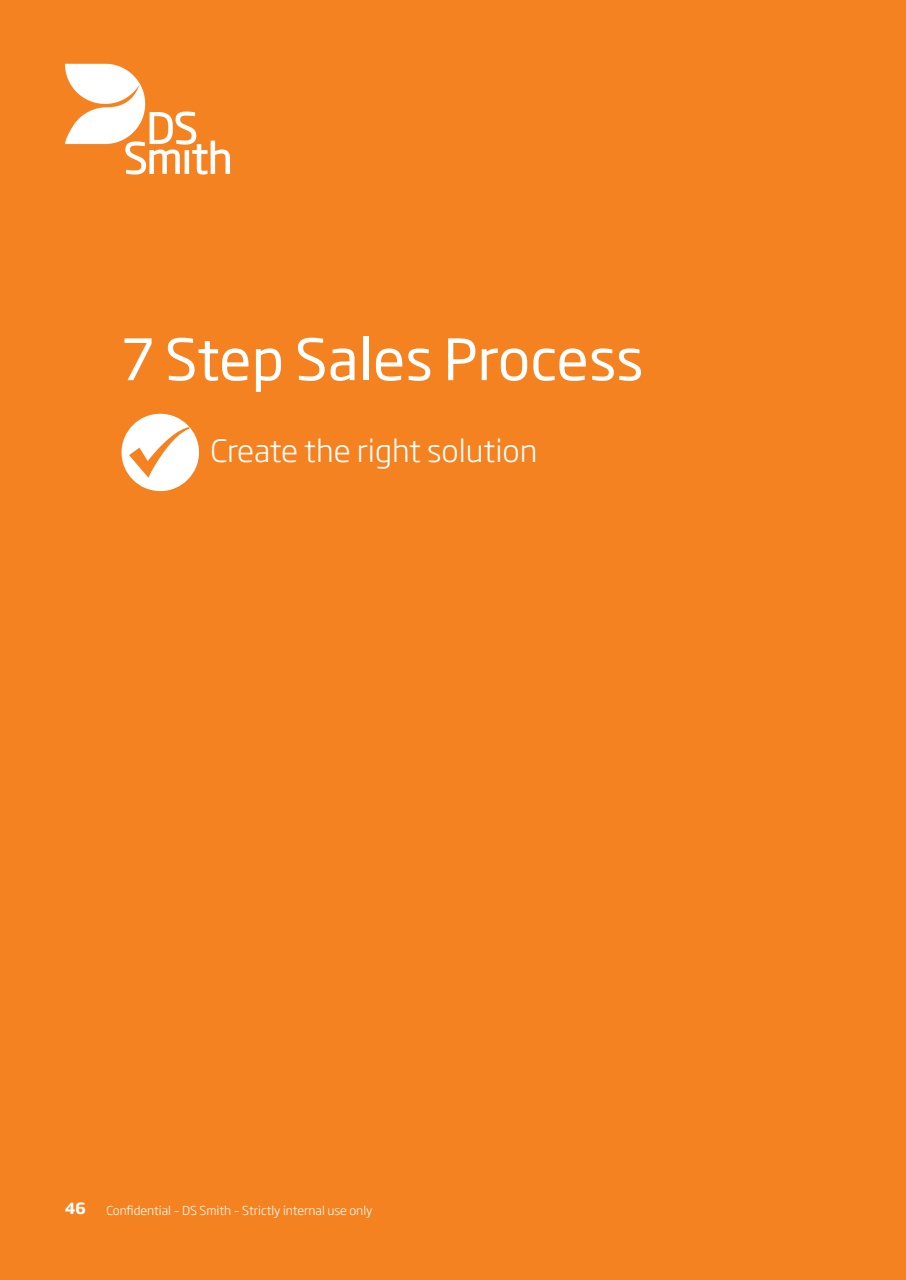 DS
Smith
7 Step Sales Process
Create the right solution
46 Confidential – DS Smith – Strictly internal use only